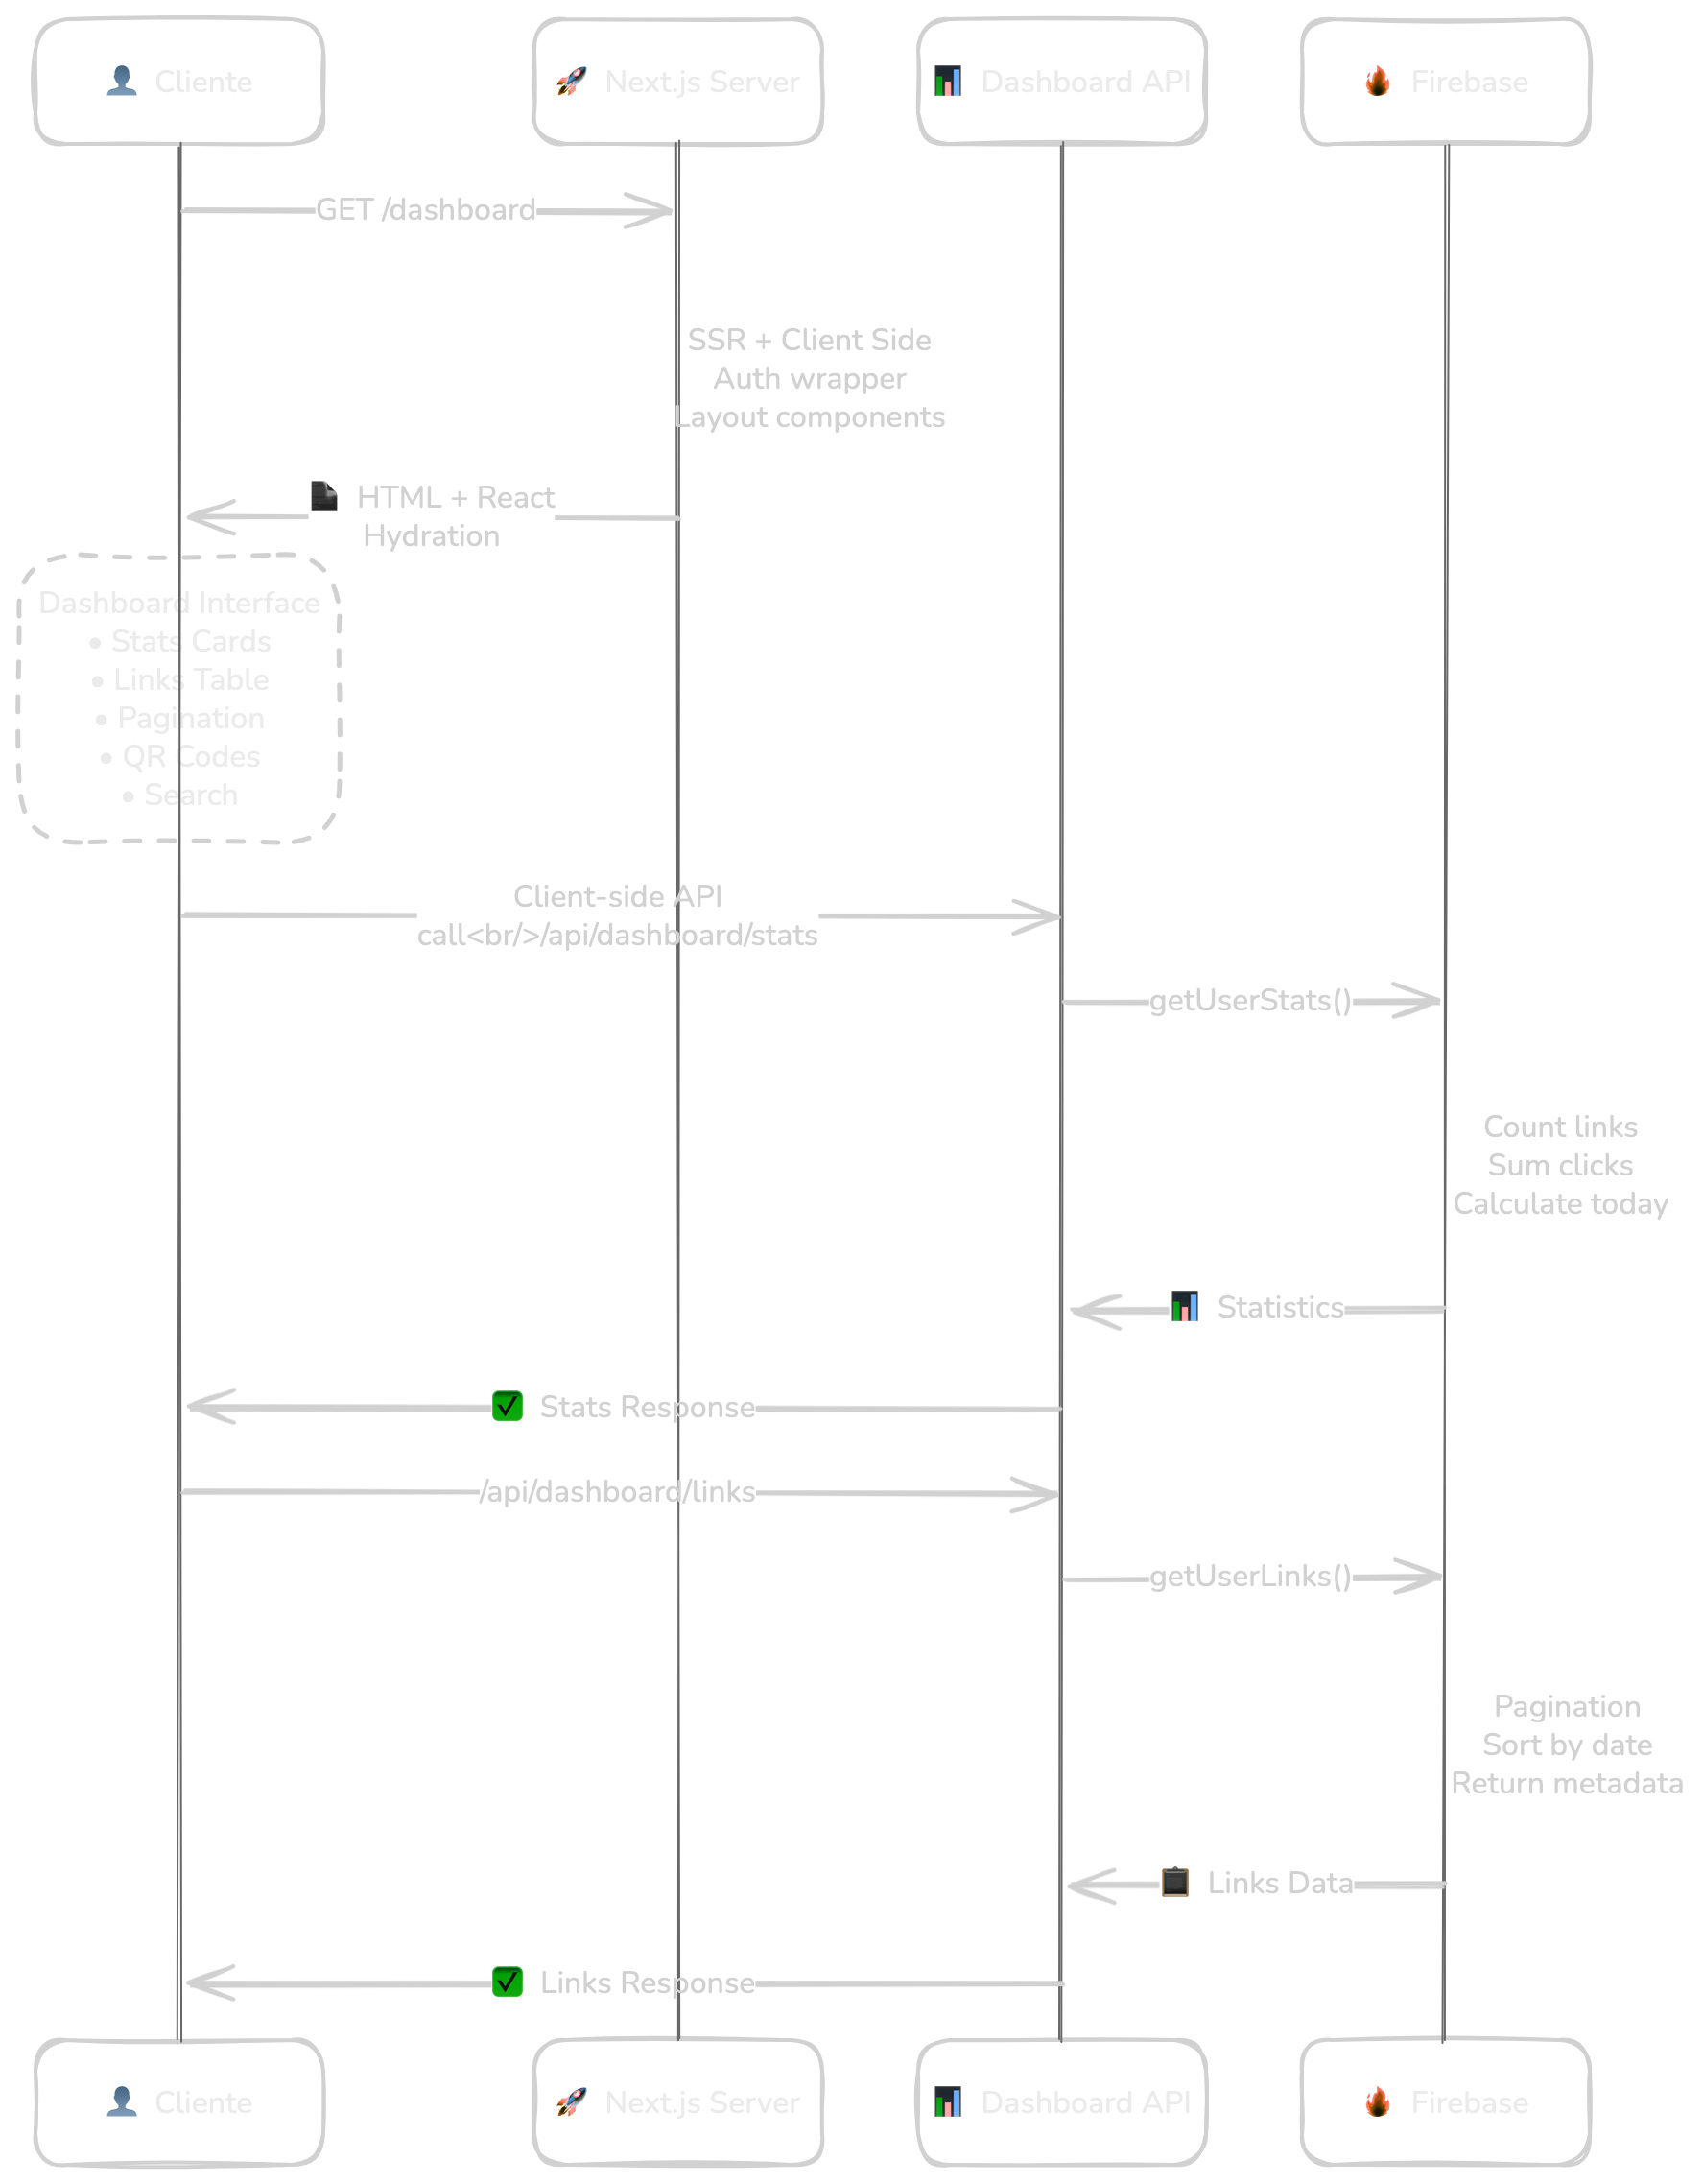 👤 Cliente
🚀 Next.js Server
📊 Dashboard API
🔥 Firebase
GET /dashboard
SSR + Client Side
Auth wrapper
Layout components
📄 HTML + React
Hydration
Dashboard Interface
• Stats Cards
• Links Table
• Pagination
• QR Codes
• Search
Client-side API
call<br/>/api/dashboard/stats
getUserStats()
Count links
Sum clicks
Calculate today
📊 Statistics
✅ Stats Response
/api/dashboard/links
getUserLinks()
Pagination
Sort by date
Return metadata
📋 Links Data
✅ Links Response
👤 Cliente
🚀 Next.js Server
📊 Dashboard API
🔥 Firebase